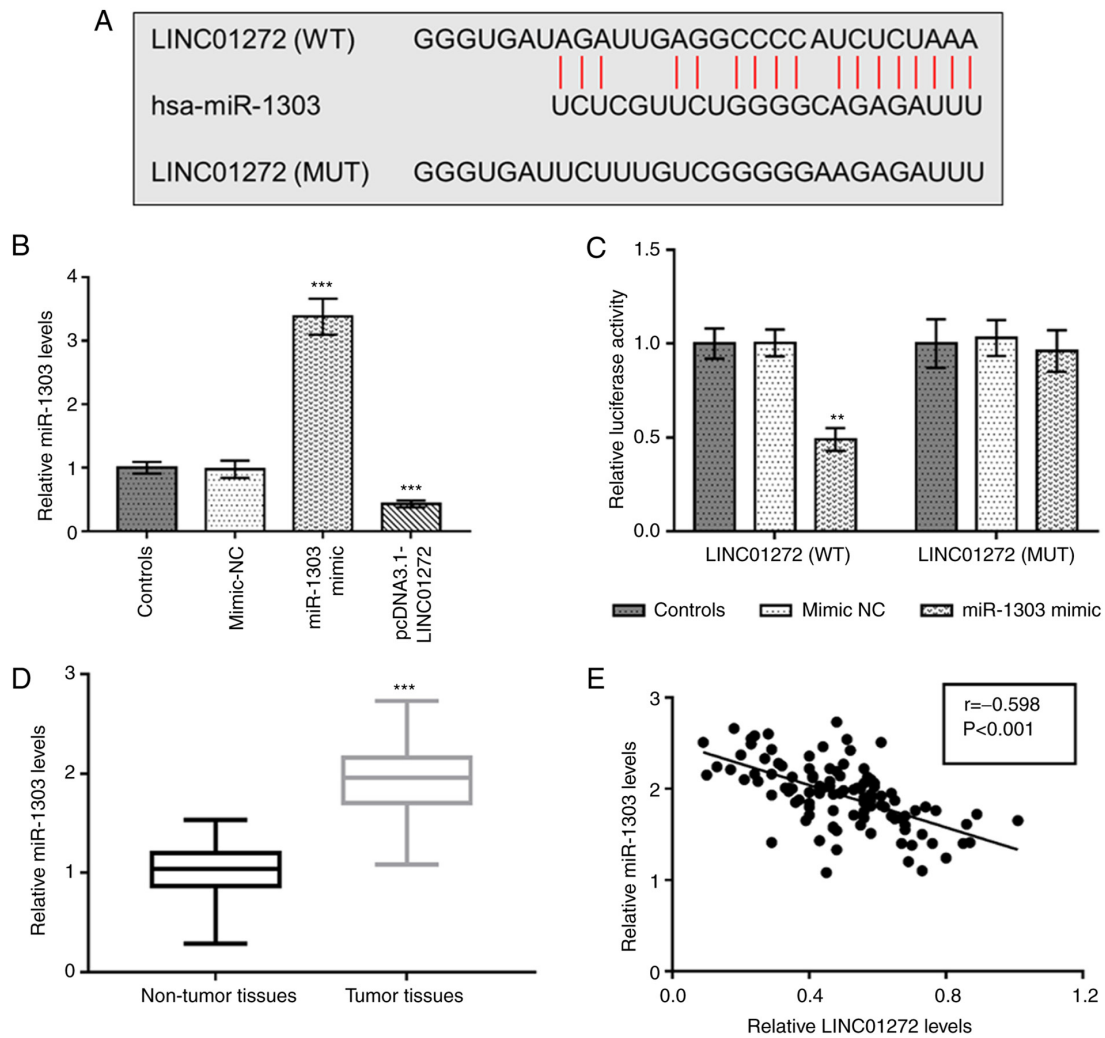 A
LINC01272 (WT) GGGUGAUAGAUUGAGGCCCC AUCUCUAAA
hsa-miR-1303 UCUCGUUCUGGGGCAGAGAUUU
LINC01272 (MUT) GGGUGAUUCUUUGUCGGGGGAAGAGAUUU
B
Relative miR-1303 levels
4
3
2
1
0
***
***
Controls
Mimic-NC
miR-1303
mimic
pcDNA3.1-
LINC01272
C
Relative luciferase activity
1.5
1.0
0.5
0.0
**
LINC01272 (WT)
LINC01272 (MUT)
Controls
Mimic NC
miR-1303 mimic
D
Relative miR-1303 levels
3
2
1
0
***
Non-tumor tissues
Tumor tissues
E
Relative miR-1303 levels
3
2
1
0
r=−0.598
P<0.001
0.0
0.4
0.8
1.2
Relative LINC01272 levels